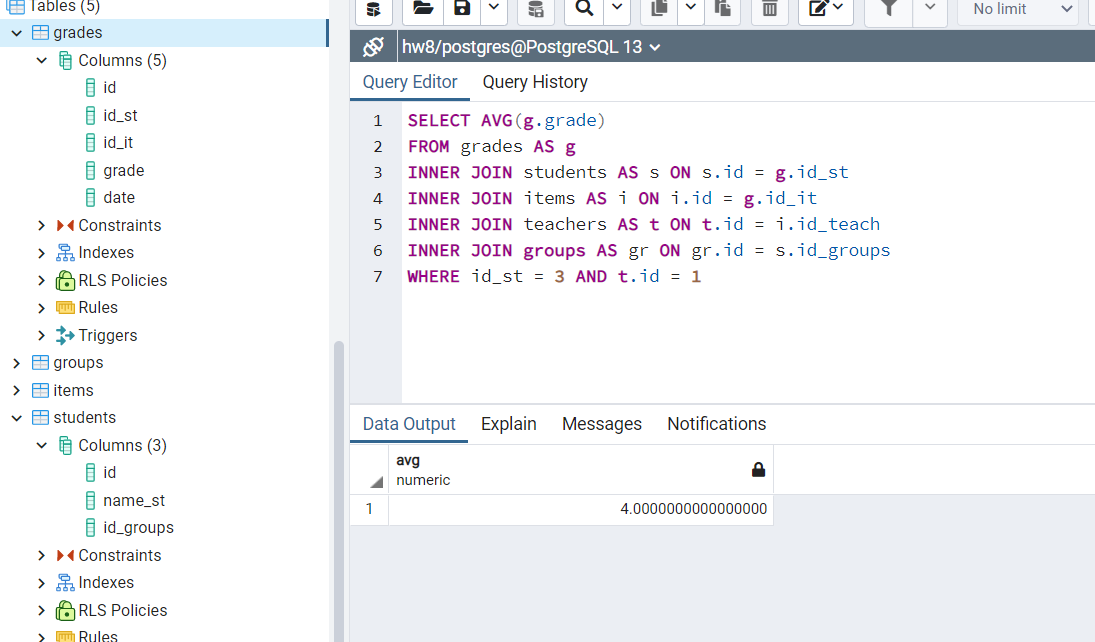 Tables (5)
grades
Columns (5)
id
id_st
id_it
grade
date
Constraints
Indexes
RLS Policies
Rules
Triggers
groups
items
students
Columns (3)
id
name_st
id_groups
Constraints
Indexes
RLS Policies
Rules
No limit
hw8/postgres@PostgreSQL 13
Query Editor Query History
1 SELECT AVG(g.grade)
2 FROM grades AS g
3 INNER JOIN students AS s ON s.id = g.id_st
4 INNER JOIN items AS i ON i.id = g.id_it
5 INNER JOIN teachers AS t ON t.id = i.id_teach
6 INNER JOIN groups AS gr ON gr.id = s.id_groups
7 WHERE id_st = 3 AND t.id = 1
Data Output Explain Messages Notifications
avg
numeric
1 4.0000000000000000